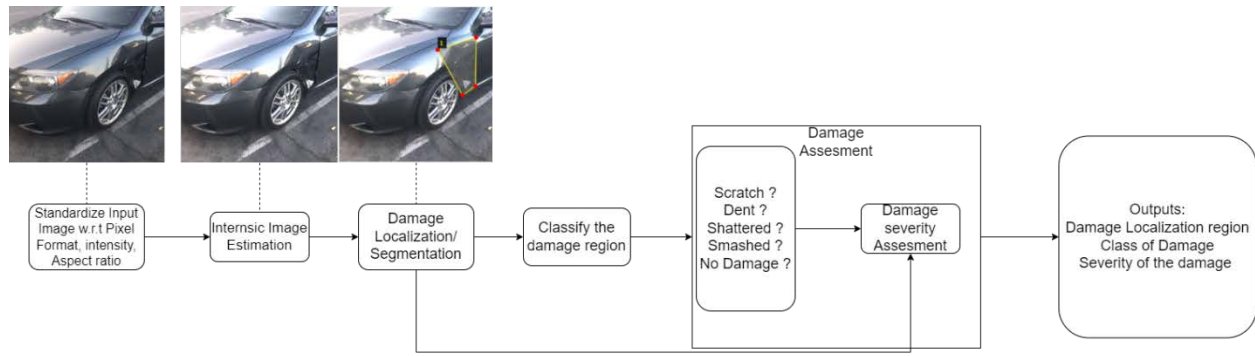 1
Standardize Input
Image w.r.t Pixel
Format, intensity,
Aspect ratio
Internsic Image
Estimation
Damage
Localization/
Segmentation
Classify the
damage region
Damage
Assesment
Scratch ?
Dent ?
Shattered ?
Smashed ?
No Damage ?
Damage
severity
Assesment
Outputs:
Damage Localization region
Class of Damage
Severity of the damage